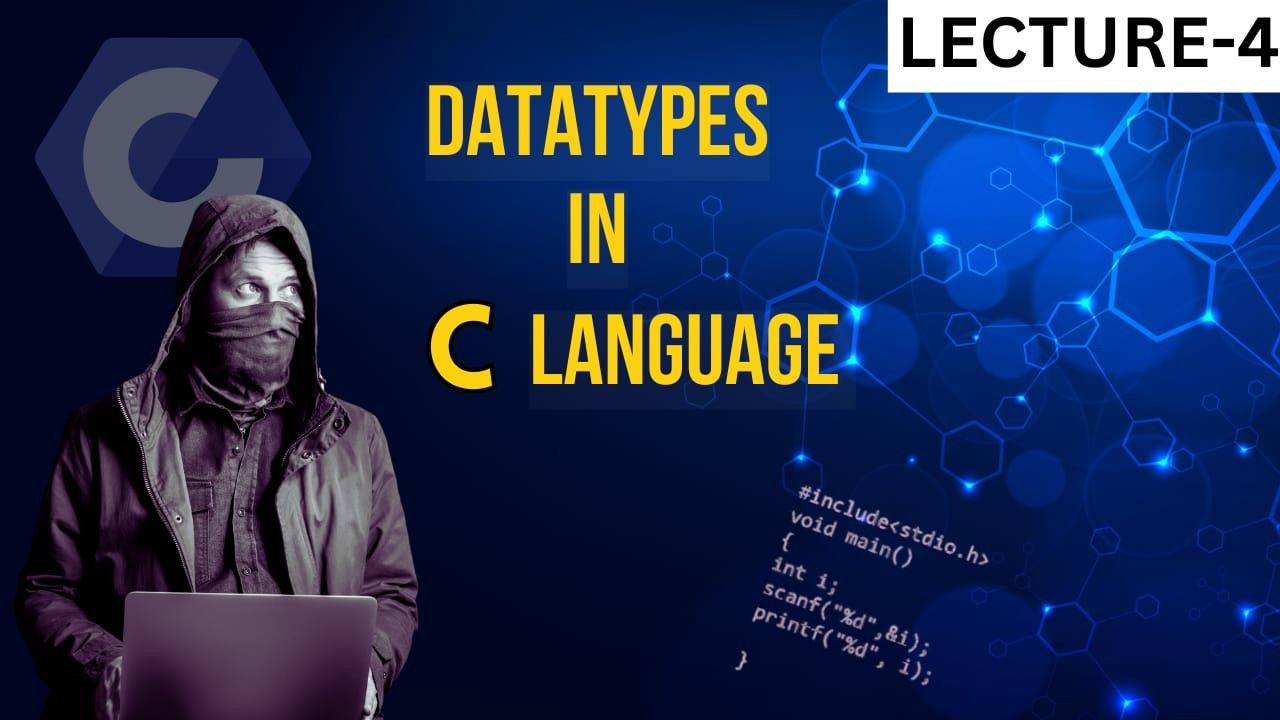 LECTURE-4
DATATYPES
IN
C LANGUAGE
#include<stdio.h>
void main()
{
int i;
scanf("%d",&i);
printf("%d", i);
}